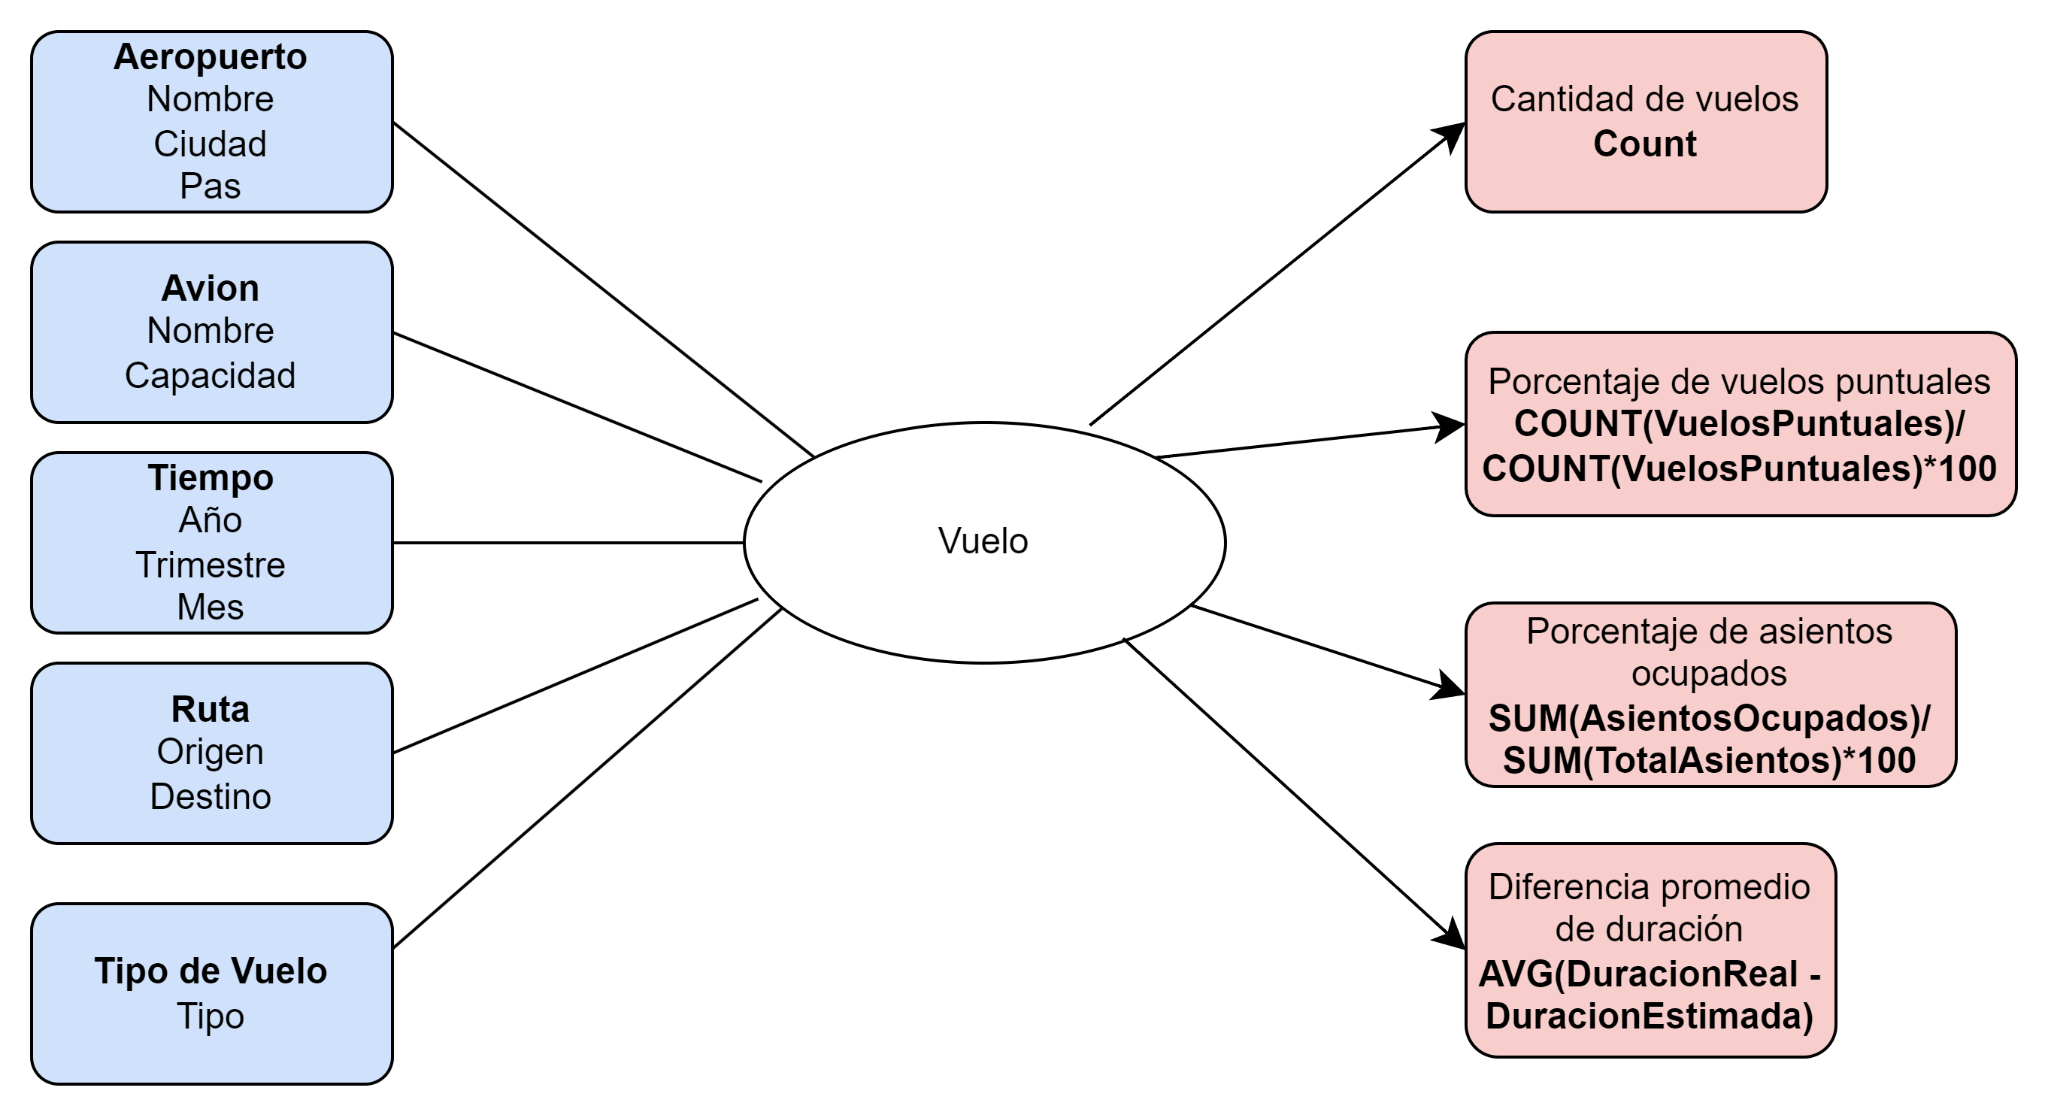 Aeropuerto
Nombre
Ciudad
Pas
Avion
Nombre
Capacidad
Tiempo
Año
Trimestre
Mes
Ruta
Origen
Destino
Tipo de Vuelo
Tipo
Vuelo
Cantidad de vuelos
Count
Porcentaje de vuelos puntuales
COUNT(VuelosPuntuales)/
COUNT(VuelosPuntuales)*100
Porcentaje de asientos
ocupados
SUM(AsientosOcupados)/
SUM(TotalAsientos)*100
Diferencia promedio
de duración
AVG(DuracionReal -
DuracionEstimada)